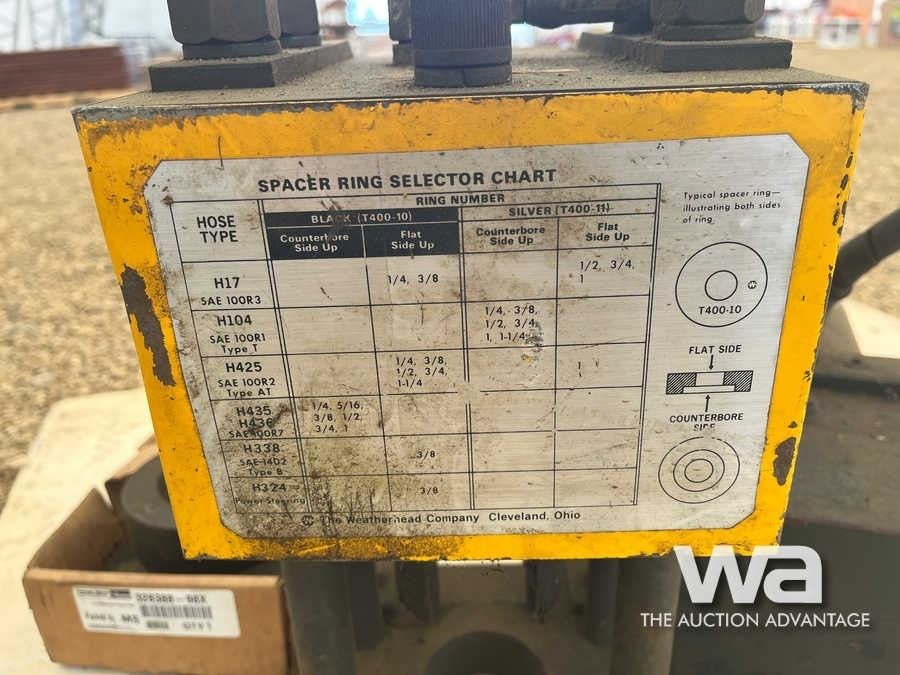 SPACER RING SELECTOR CHART
RING NUMBER
HOSE TYPE
BLACK (T400-10)
SILVER (T400-11)
Counterbore Side Up
Flat Side Up
Counterbore Side Up
Flat Side Up
H17
SAE 100R3
1/4, 3/8
1/2, 3/4,
1
H104
SAE 100R1
Type T
1/4, 3/8,
1/2, 3/4,
1, 1-1/4
H425
SAE 100R2
Type AT
1/4, 3/8,
1/2, 3/4,
1-1/4
1
H435
H436
SAE 100R7
1/4, 5/16,
3/8, 1/2,
3/4, 1
H338
SAE 1402
Type B
3/8
H324
Power Steering
3/8
The Weatherhead Company Cleveland, Ohio
Typical spacer ring—
illustrating both sides
of ring
T400-10
FLAT SIDE
COUNTERBORE
SIDE
wa
THE AUCTION ADVANTAGE